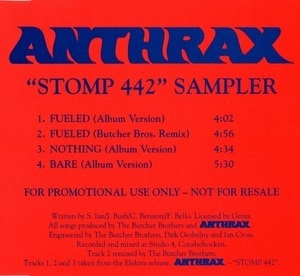 ANTHRAX
"STOMP 442" SAMPLER
1. FUELED (Album Version) 4:02
2. FUELED (Butcher Bros. Remix) 4:56
3. NOTHING (Album Version) 4:34
4. BARE (Album Version) 5:30
FOR PROMOTIONAL USE ONLY – NOT FOR RESALE
Written by S. Ian/J. Bush/C. Benante/F. Bello. Licensed by Gema.
All songs produced by The Butcher Brothers and ANTHRAX
Engineered by The Butcher Brothers, Dirk Grobelny and Ian Cross.
Recorded and mixed at Studio 4, Conshohocken.
Track 2 remixed by The Butcher Brothers.
Tracks 1, 2 and 3 taken from the Elektra release ANTHRAX - "STOMP 442".